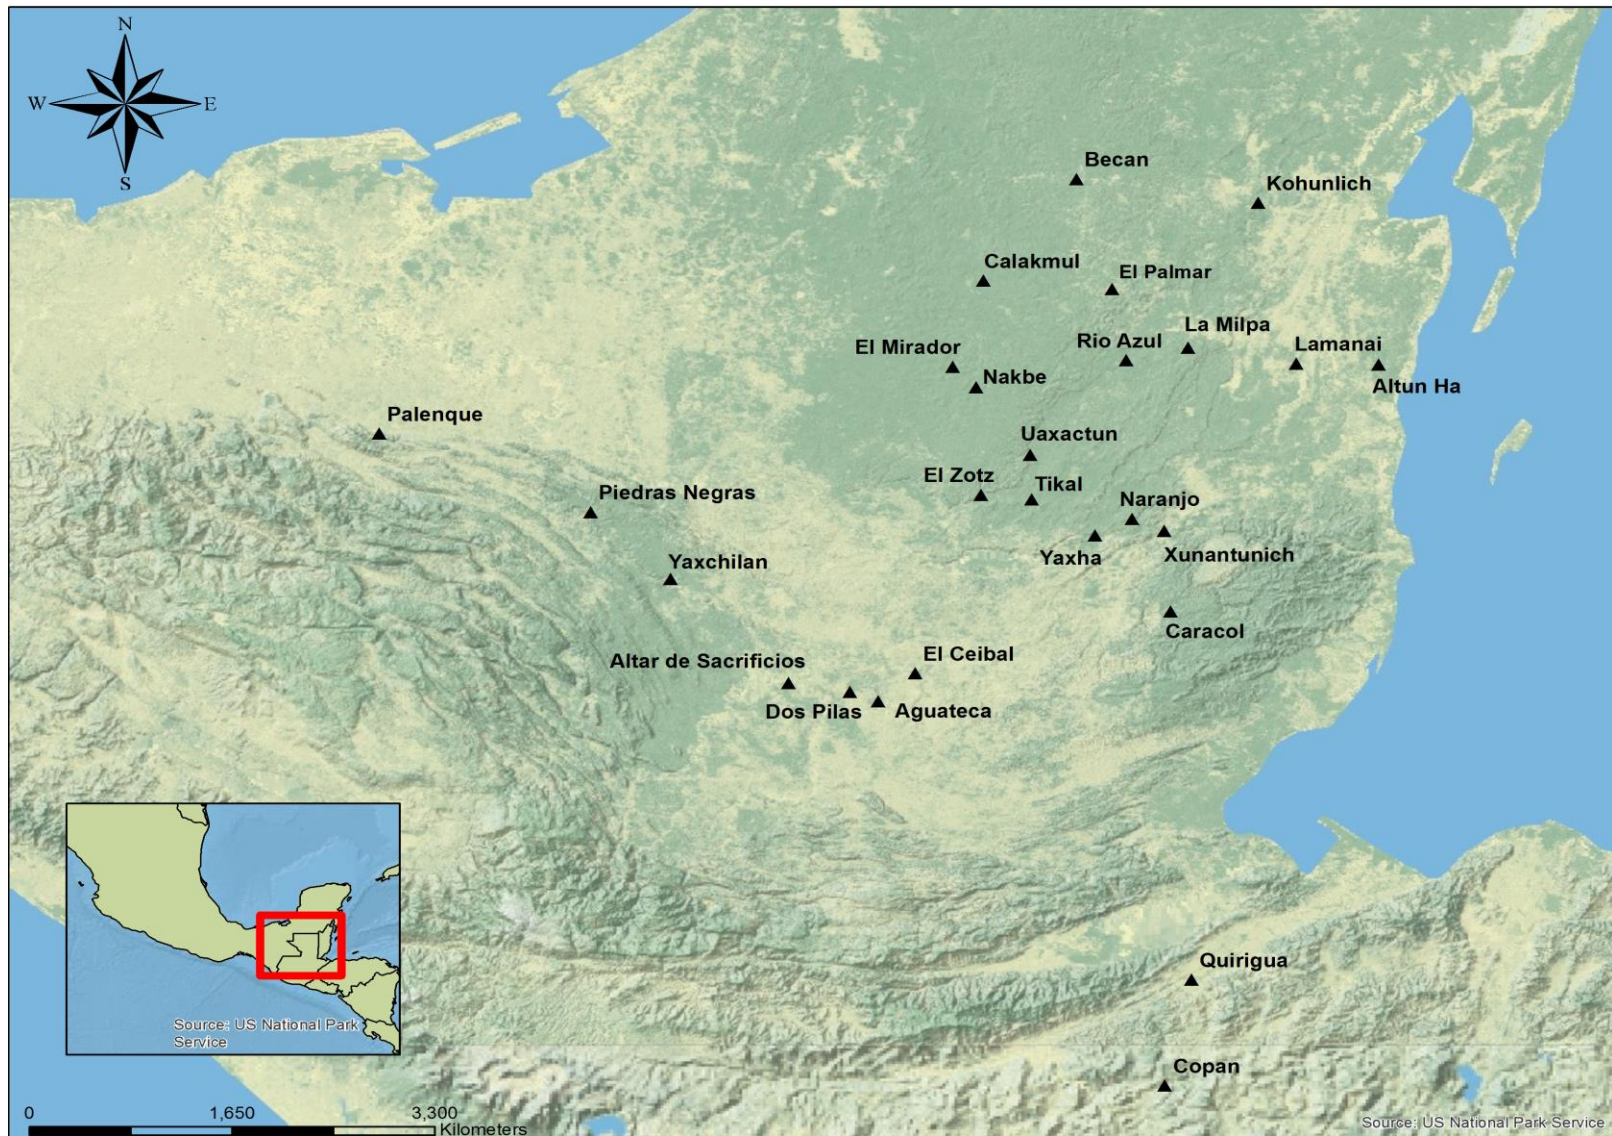 N
W E
S
Becan
Kohunlich
Calakmul
El Palmar
La Milpa
Rio Azul
Lamanai
El Mirador
Nakbe
Altun Ha
Palenque
Uaxactun
El Zotz
Tikal
Piedras Negras
Naranjo
Yaxha
Xunantunich
Yaxchilan
Caracol
El Ceibal
Altar de Sacrificios
Dos Pilas
Aguateca
Quirigua
Copan
Source: US National Park
Service
0 1,650 3,300
Kilometers
Source: US National Park Service